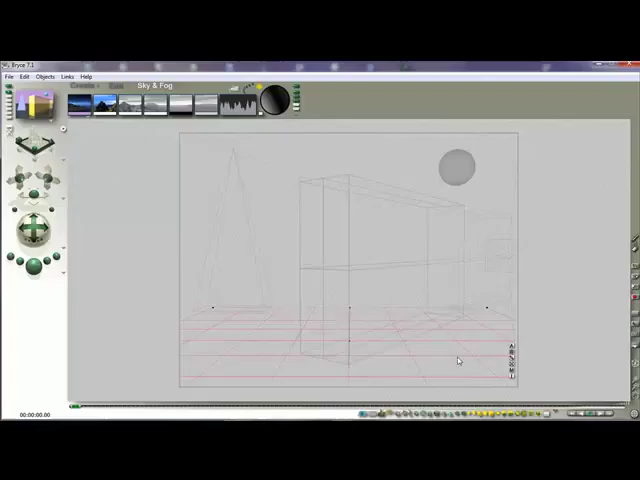 Bryce 7.1
File Edit Objects Links Help
Create Edit Sky & Fog
A
M
00:00:00.00